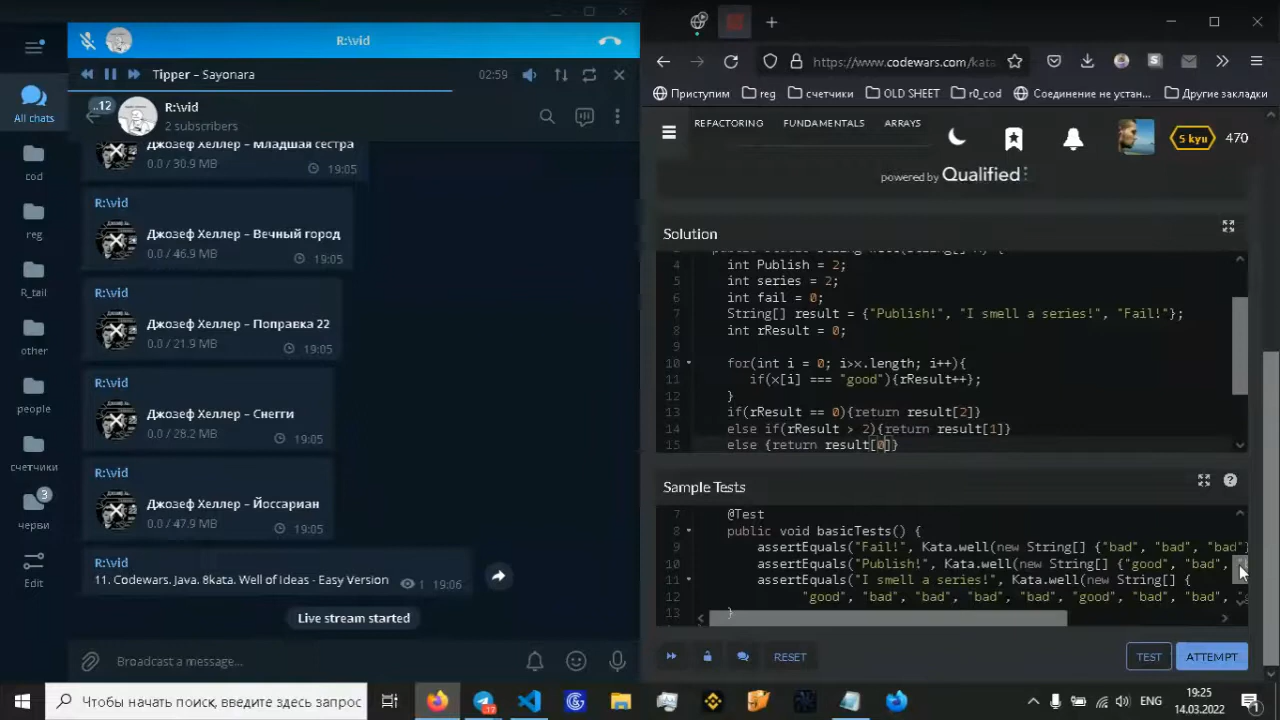 R:\vid
Tipper – Sayonara
02:59
..12
R:\vid
2 subscribers
All chats
Джозеф Хеллер – Младшая сестра
0.0 / 30.9 MB
19:05
cod
R:\vid
Джозеф Хеллер – Вечный город
0.0 / 46.9 MB
19:05
reg
R:\vid
Джозеф Хеллер – Поправка 22
0.0 / 21.9 MB
19:05
R_tail
other
R:\vid
Джозеф Хеллер – Снегги
0.0 / 28.2 MB
19:05
people
счетчики
R:\vid
Джозеф Хеллер – Йоссариан
0.0 / 47.9 MB
19:05
3
черви
R:\vid
11. Codewars. Java. 8kata. Well of Ideas - Easy Version
1 19:06
Edit
Live stream started
Broadcast a message...
https://www.codewars.com/kata
Приступим
reg
счетчики
OLD SHEET
r0_cod
Соединение установи...
Другие закладки
REFACTORING
FUNDAMENTALS
ARRAYS
5 kyu
470
powered by Qualified
Solution
4 int Publish = 2;
5 int series = 2;
6 int fail = 0;
7 String[] result = {"Publish!", "I smell a series!", "Fail!"};
8 int rResult = 0;
9
10 for(int i = 0; i>x.length; i++){
11 if(x[i] === "good"){rResult++};
12 }
13 if(rResult == 0){return result[2]}
14 else if(rResult > 2){return result[1]}
15 else {return result[0]}
Sample Tests
7 @Test
8 public void basicTests() {
9 assertEquals("Fail!", Kata.well(new String[] {"bad", "bad", "bad"}
10 assertEquals("Publish!", Kata.well(new String[] {"good", "bad",
11 assertEquals("I smell a series!", Kata.well(new String[] {
12 "good", "bad", "bad", "bad", "bad", "good", "bad", "bad",
13 }
RESET
TEST
ATTEMPT
Чтобы начать поиск, введите здесь запрос
ENG
19:25
14.03.2022
1